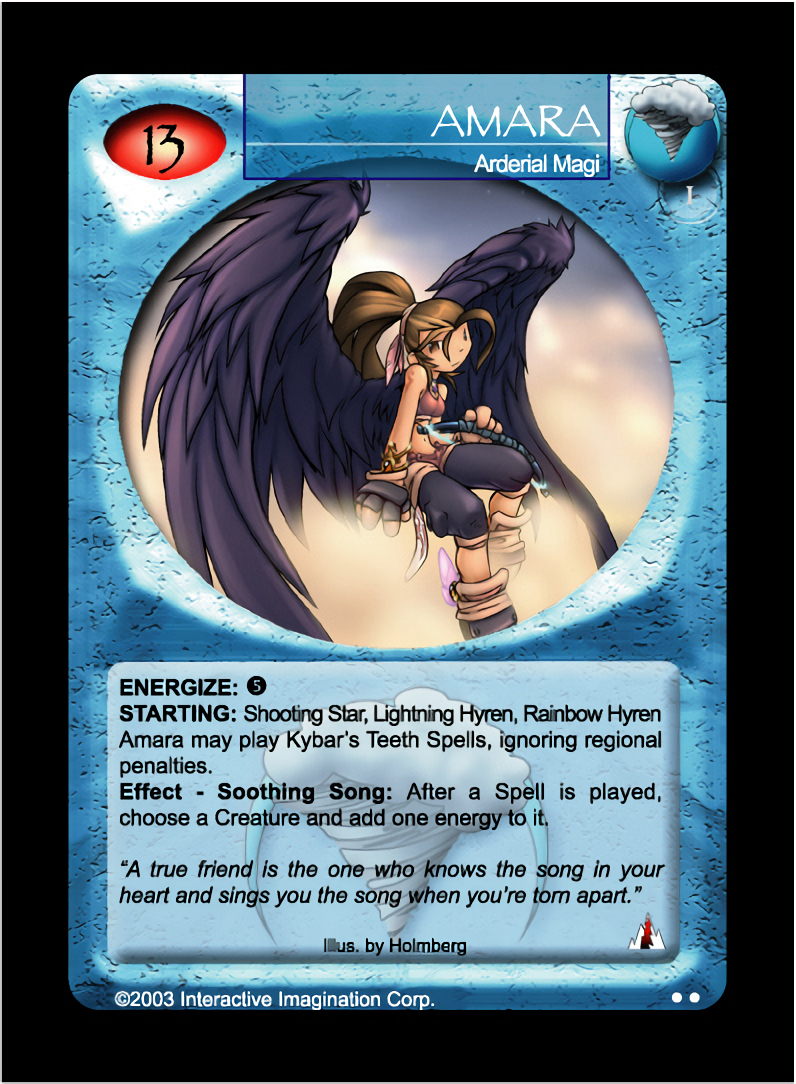 13
AMARA
Arderial Magi
I
ENERGIZE: 5
STARTING: Shooting Star, Lightning Hyren, Rainbow Hyren
Amara may play Kybar's Teeth Spells, ignoring regional
penalties.
Effect - Soothing Song: After a Spell is played,
choose a Creature and add one energy to it.
“A true friend is the one who knows the song in your
heart and sings you the song when you're torn apart.”
Illus. by Holmberg
©2003 Interactive Imagination Corp.